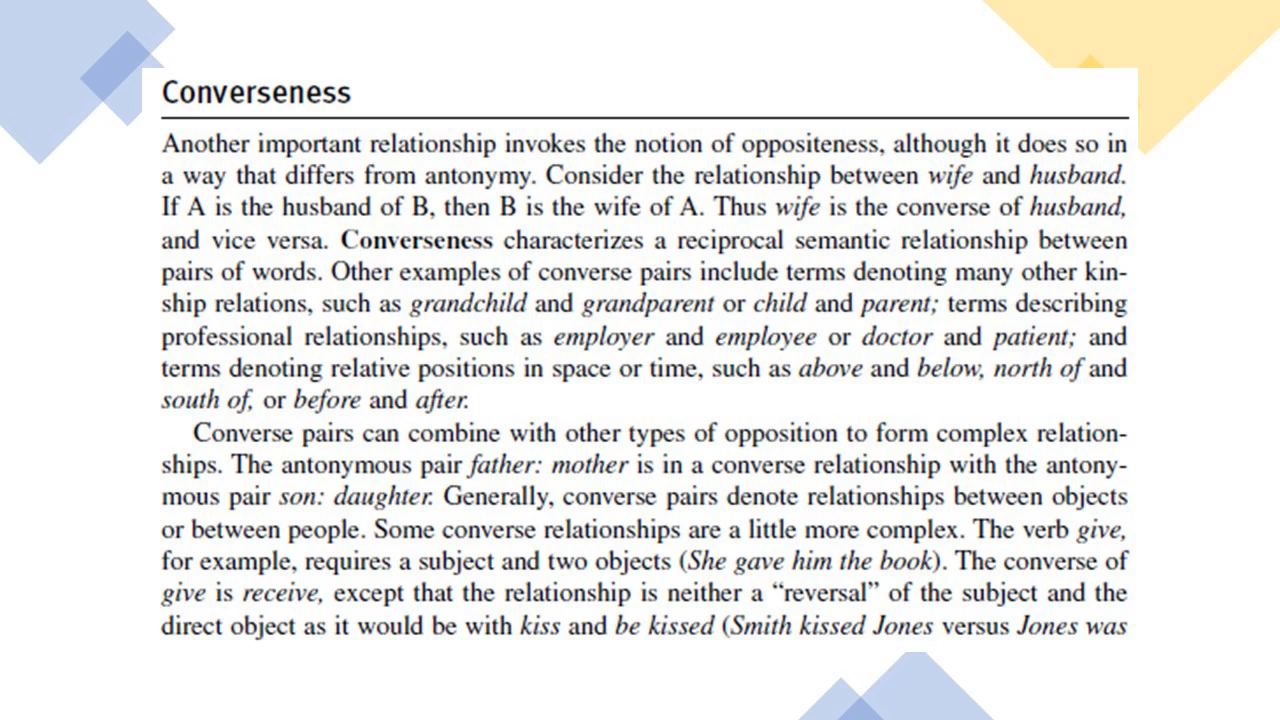 Converseness
Another important relationship invokes the notion of oppositeness, although it does so in
a way that differs from antonymy. Consider the relationship between wife and husband.
If A is the husband of B, then B is the wife of A. Thus wife is the converse of husband,
and vice versa. Converseness characterizes a reciprocal semantic relationship between
pairs of words. Other examples of converse pairs include terms denoting many other kin-
ship relations, such as grandchild and grandparent or child and parent; terms describing
professional relationships, such as employer and employee or doctor and patient; and
terms denoting relative positions in space or time, such as above and below, north of and
south of, or before and after.
Converse pairs can combine with other types of opposition to form complex relation-
ships. The antonymous pair father: mother is in a converse relationship with the antony-
mous pair son: daughter. Generally, converse pairs denote relationships between objects
or between people. Some converse relationships are a little more complex. The verb give,
for example, requires a subject and two objects (She gave him the book). The converse of
give is receive, except that the relationship is neither a “reversal” of the subject and the
direct object as it would be with kiss and be kissed (Smith kissed Jones versus Jones was